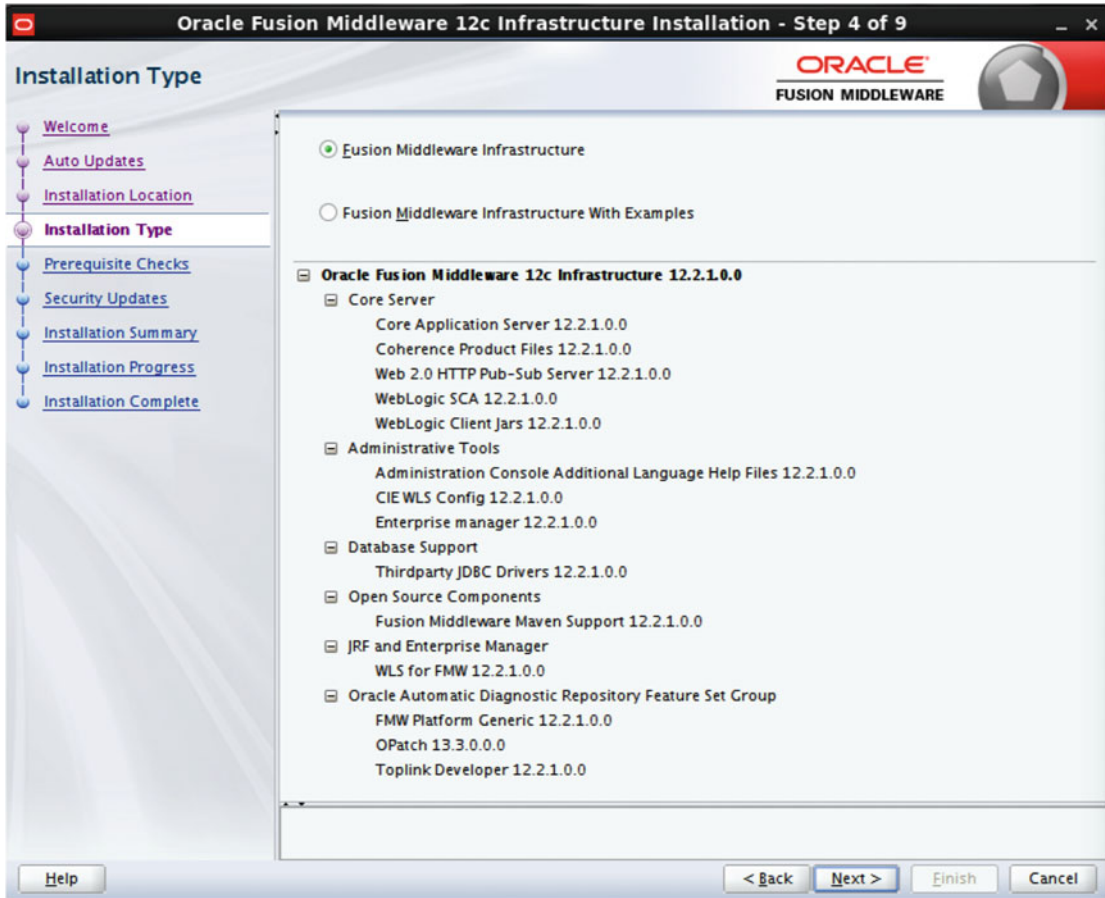 Oracle Fusion Middleware 12c Infrastructure Installation - Step 4 of 9
Installation Type
ORACLE
FUSION MIDDLEWARE
Welcome
Auto Updates
Installation Location
Installation Type
Prerequisite Checks
Security Updates
Installation Summary
Installation Progress
Installation Complete
Fusion Middleware Infrastructure
Fusion Middleware Infrastructure With Examples
Oracle Fusion Middleware 12c Infrastructure 12.2.1.0.0
Core Server
Core Application Server 12.2.1.0.0
Coherence Product Files 12.2.1.0.0
Web 2.0 HTTP Pub-Sub Server 12.2.1.0.0
WebLogic SCA 12.2.1.0.0
WebLogic Client Jars 12.2.1.0.0
Administrative Tools
Administration Console Additional Language Help Files 12.2.1.0.0
CIE WLS Config 12.2.1.0.0
Enterprise manager 12.2.1.0.0
Database Support
Thirdparty JDBC Drivers 12.2.1.0.0
Open Source Components
Fusion Middleware Maven Support 12.2.1.0.0
JRF and Enterprise Manager
WLS for FMW 12.2.1.0.0
Oracle Automatic Diagnostic Repository Feature Set Group
FMW Platform Generic 12.2.1.0.0
OPatch 13.3.0.0.0
Toplink Developer 12.2.1.0.0
Help
< Back
Next >
Finish
Cancel